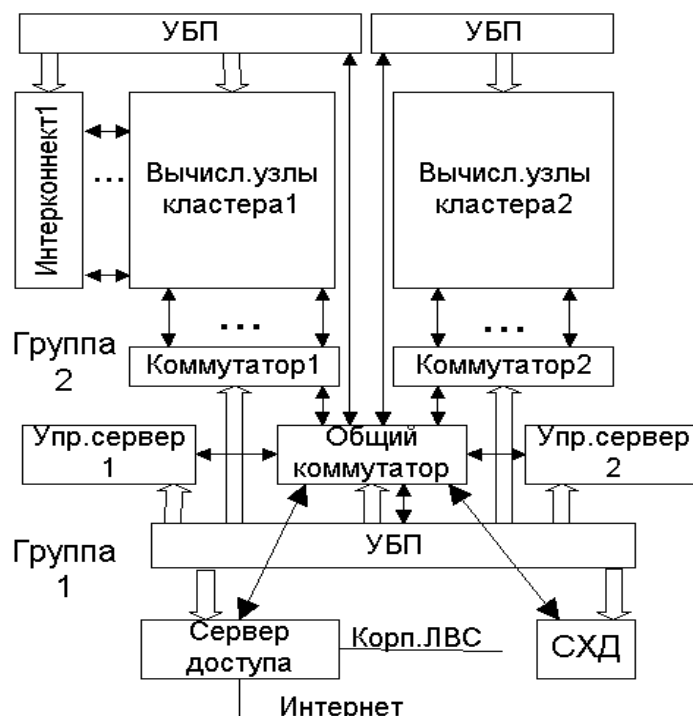 УБП
УБП
Интерконнект1
...
Вычисл.узлы
кластера1
Вычисл.узлы
кластера2
...
...
Группа
2
Коммутатор1
Коммутатор2
Упр.сервер
1
Общий
коммутатор
Упр.сервер
2
Группа
1
УБП
Сервер
доступа
Корп.ЛВС
СХД
Интернет